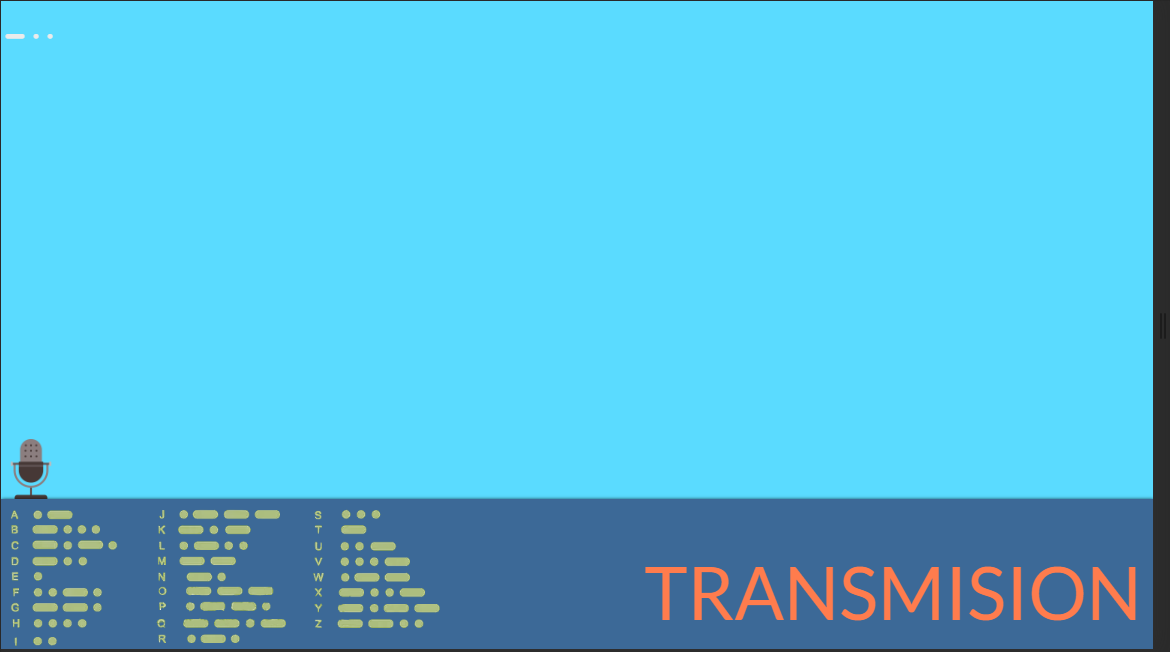 — · ·
A · —
B — · · ·
C — · — ·
D — · ·
E ·
F · · — ·
G — — ·
H · · · ·
I · ·
J · — — —
K — · —
L · — · ·
M — —
N — ·
O — — —
P · — — ·
Q — — · —
R · — ·
S · · ·
T —
U · · —
V · · · —
W · — —
X — · · —
Y — · — —
Z — — · ·
TRANSMISION